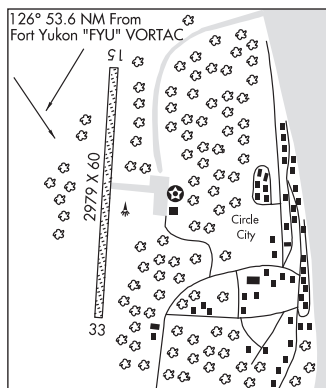 126° 53.6 NM From
Fort Yukon "FYU" VORTAC
15
2979 X 60
Circle
City
33